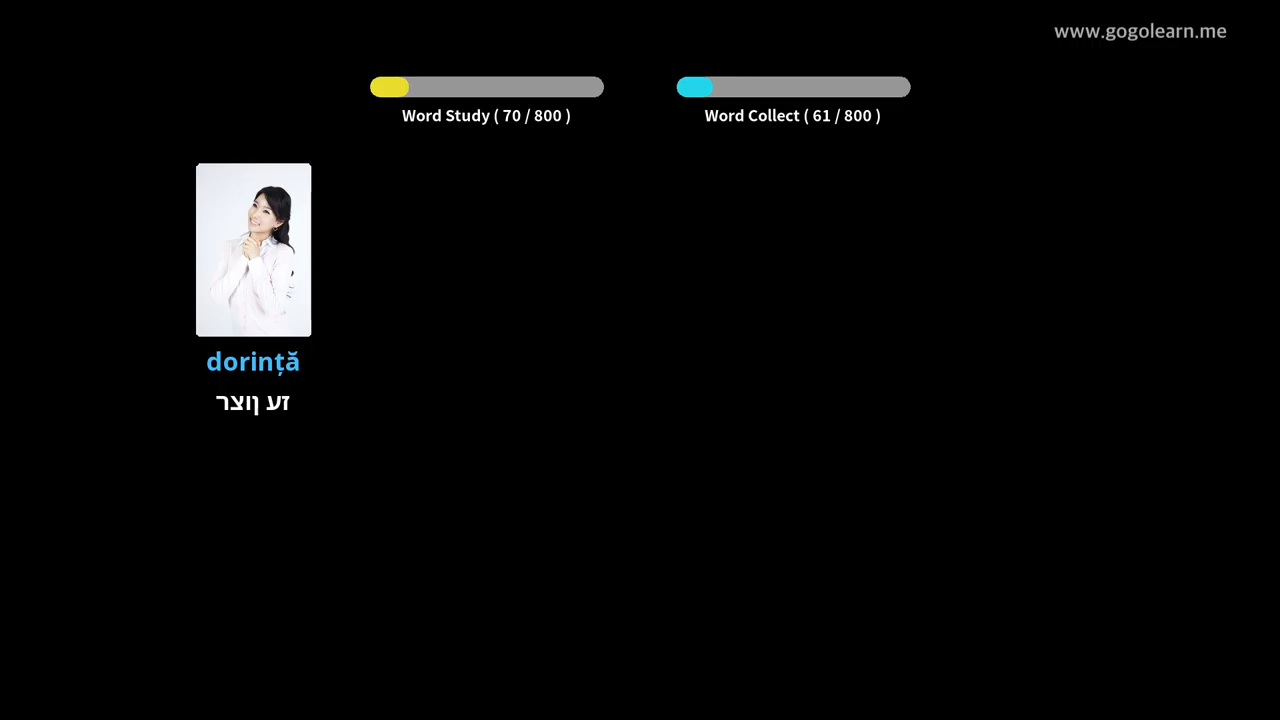 www.gogolearn.me
Word Study ( 70 / 800 )
Word Collect ( 61 / 800 )
dorință
זע ןוצר